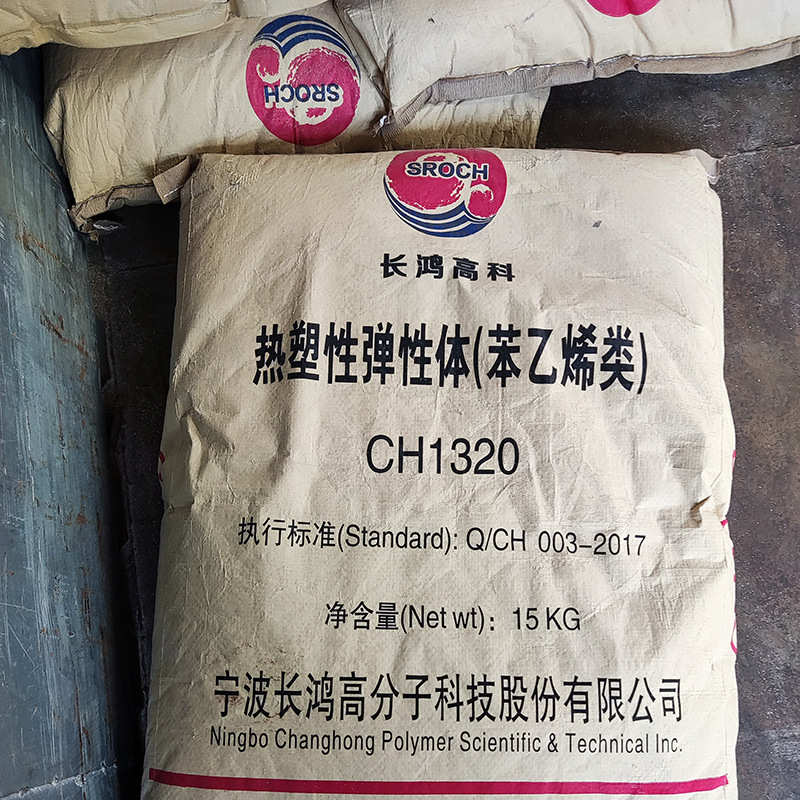 SROCH
SROCH
长鸿高科
热塑性弹性体(苯乙烯类)
CH1320
执行标准(Standard): Q/CH 003-2017
净含量(Net wt): 15 KG
宁波长鸿高分子科技股份有限公司
Ningbo Changhong Polymer Scientific & Technical Inc.